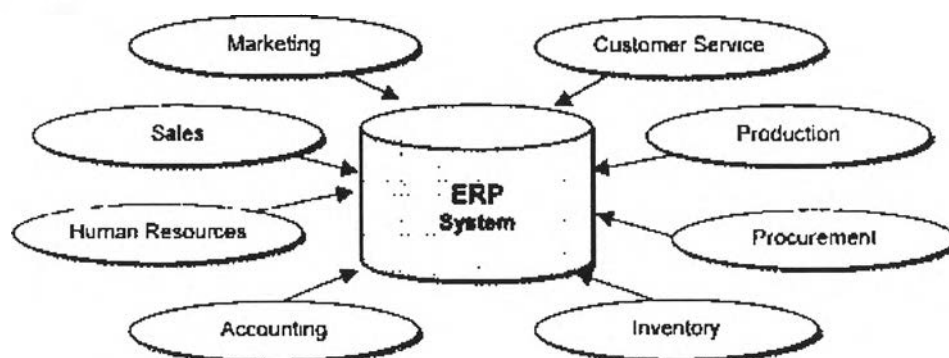 Marketing
Customer Service
Sales
Production
ERP
System
Human Resources
Procurement
Accounting
Inventory